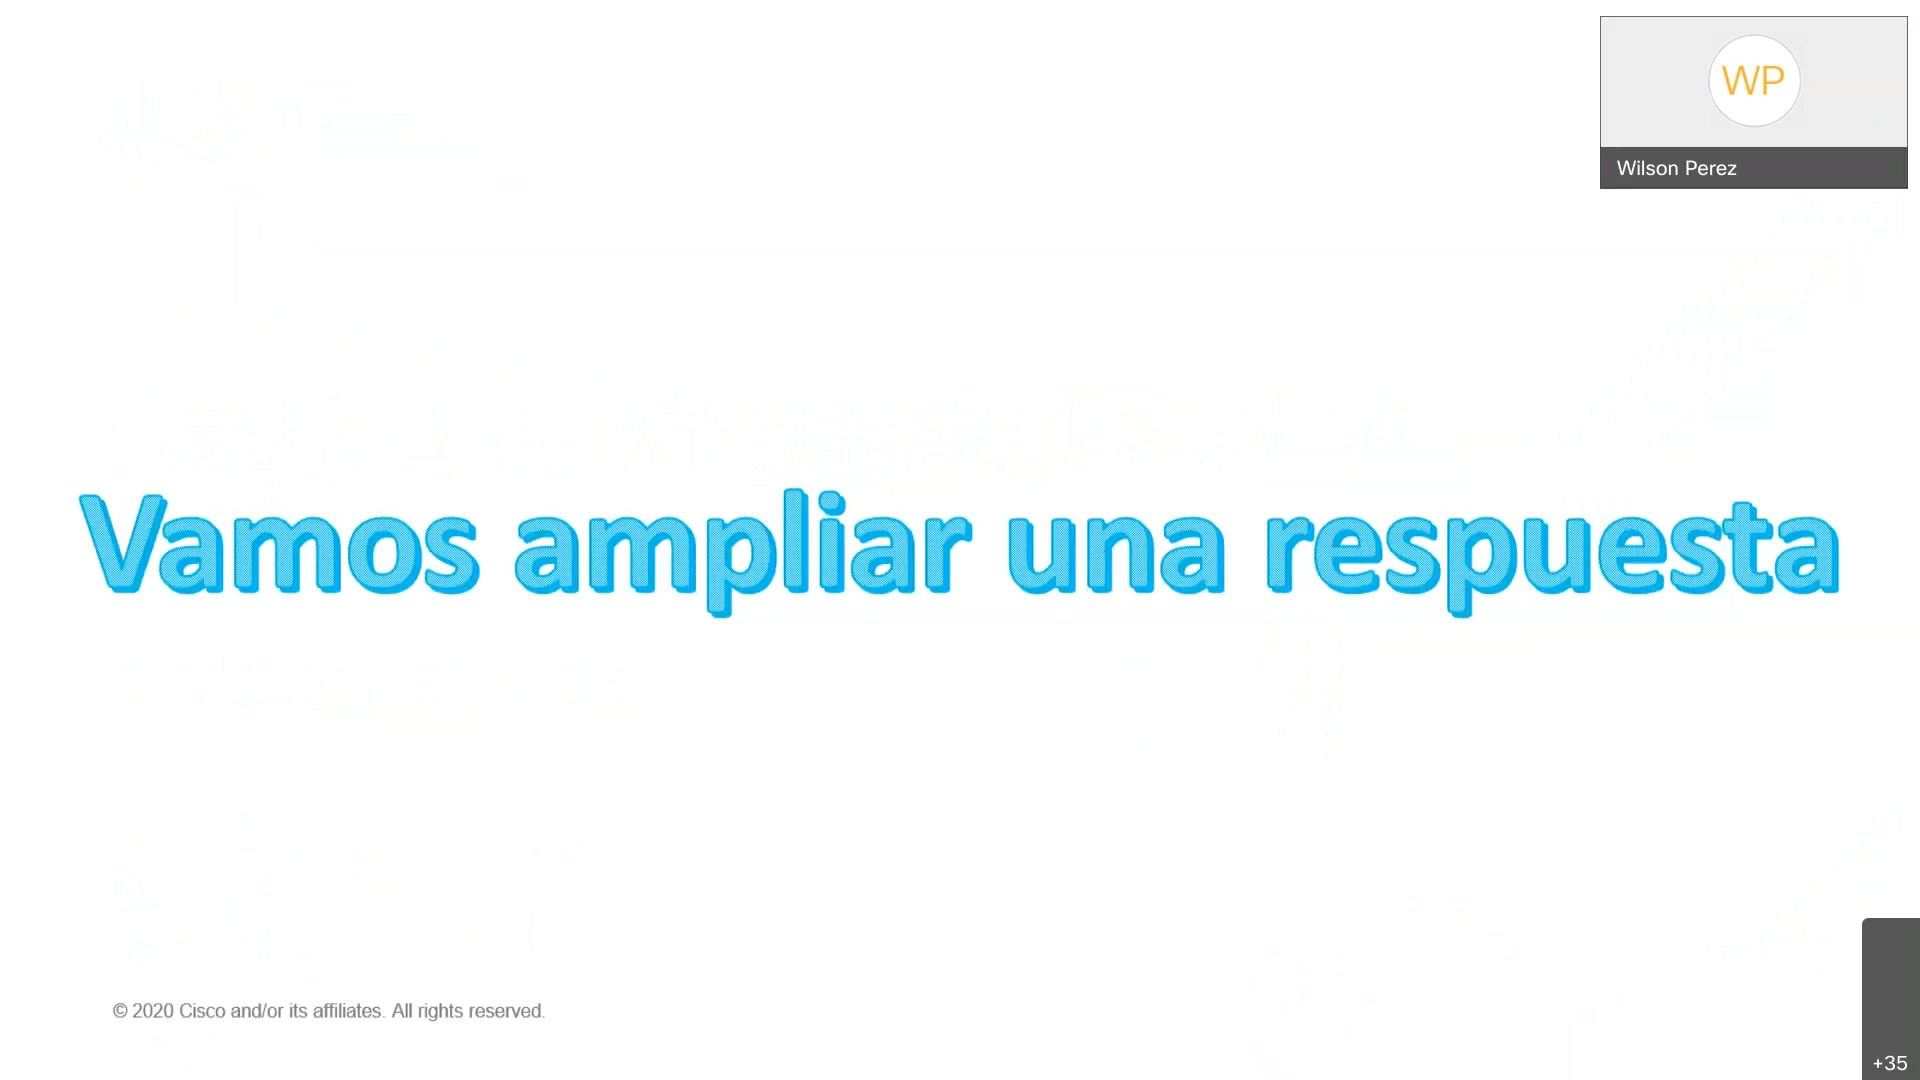 WP
Wilson Perez
Vamos ampliar una respuesta
© 2020 Cisco and/or its affiliates. All rights reserved.
+35